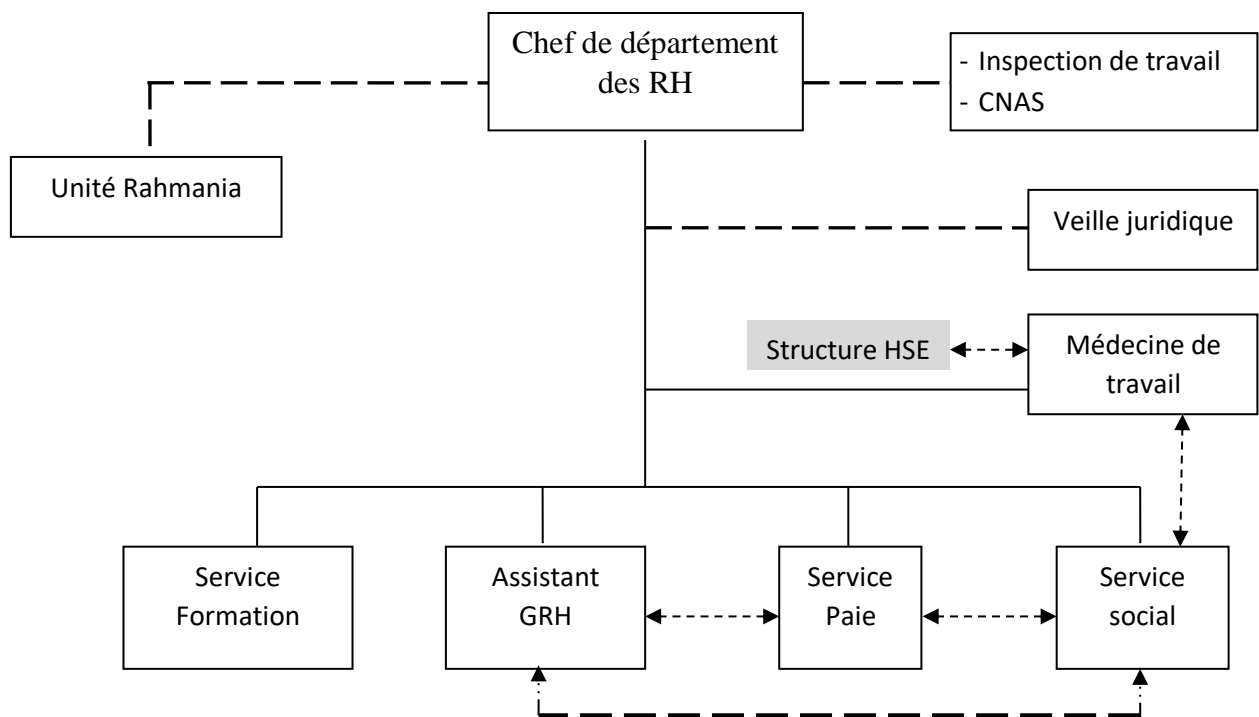 Chef de département
des RH
- Inspection de travail
- CNAS
Unité Rahmania
Veille juridique
Structure HSE
Médecine de
travail
Service
Formation
Assistant
GRH
Service
Paie
Service
social